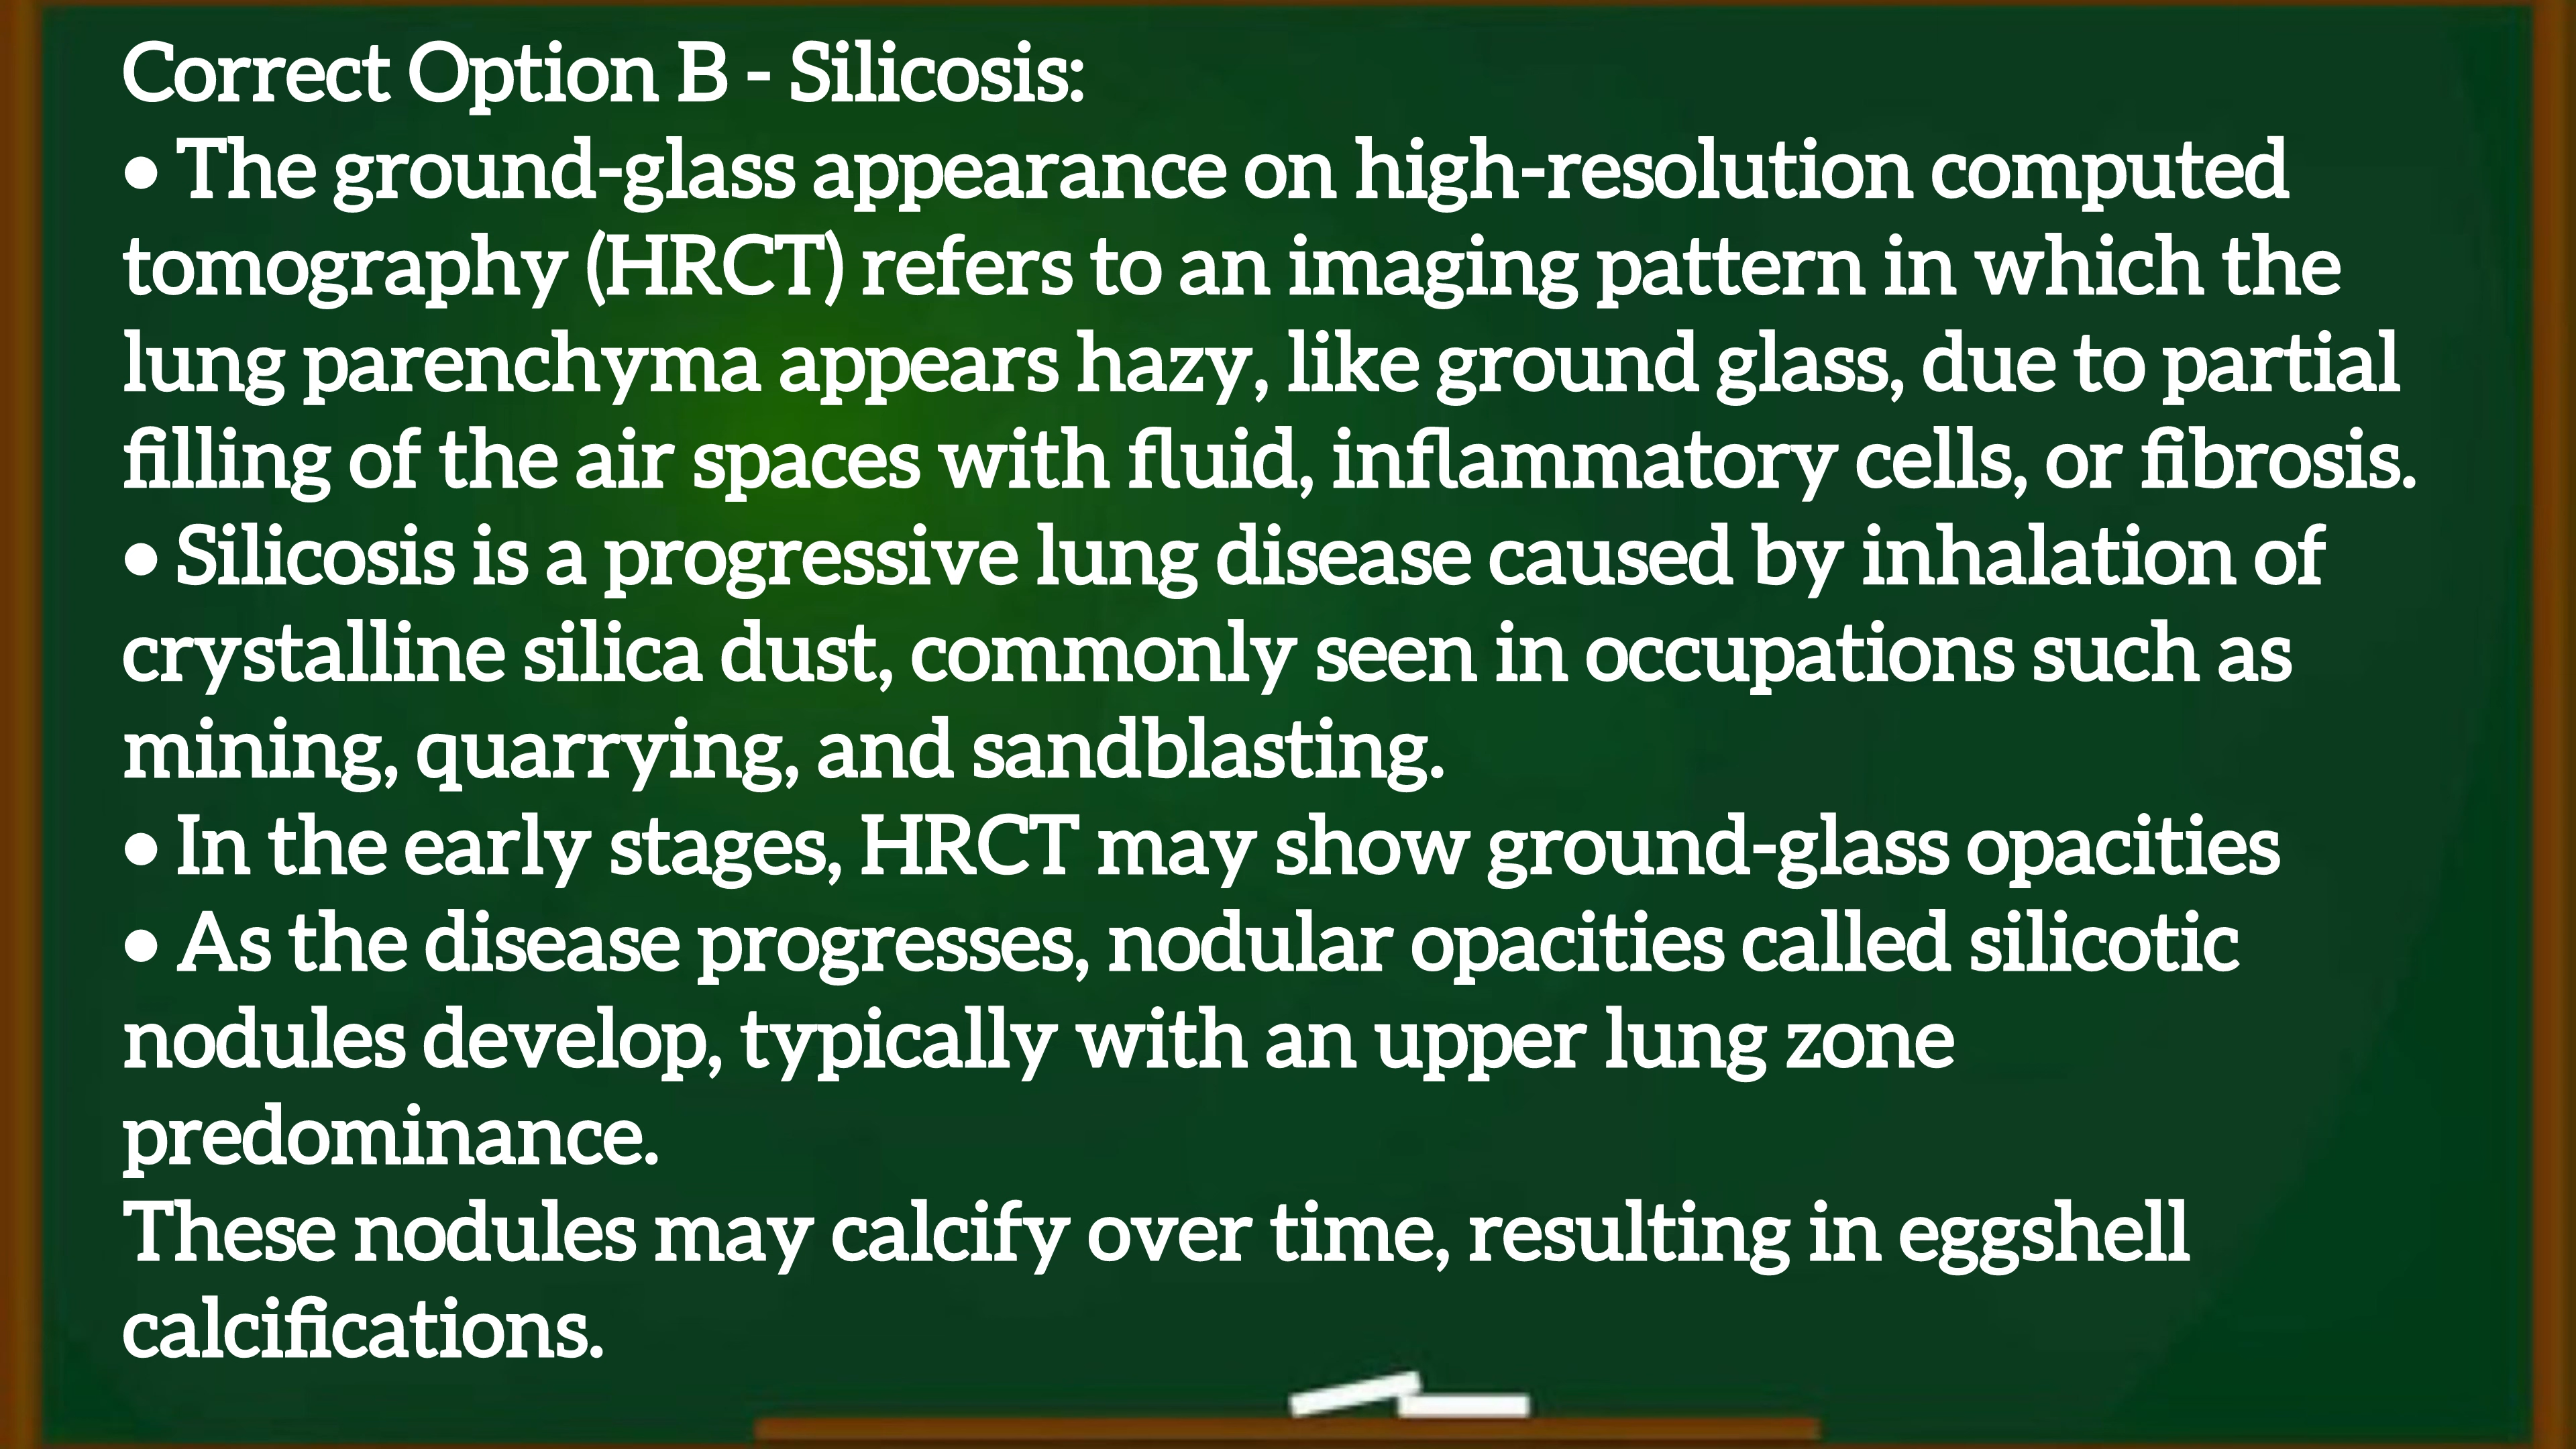 Correct Option B - Silicosis:
• The ground-glass appearance on high-resolution computed
tomography (HRCT) refers to an imaging pattern in which the
lung parenchyma appears hazy, like ground glass, due to partial
filling of the air spaces with fluid, inflammatory cells, or fibrosis.
• Silicosis is a progressive lung disease caused by inhalation of
crystalline silica dust, commonly seen in occupations such as
mining, quarrying, and sandblasting.
• In the early stages, HRCT may show ground-glass opacities
• As the disease progresses, nodular opacities called silicotic
nodules develop, typically with an upper lung zone
predominance.
These nodules may calcify over time, resulting in eggshell
calcifications.